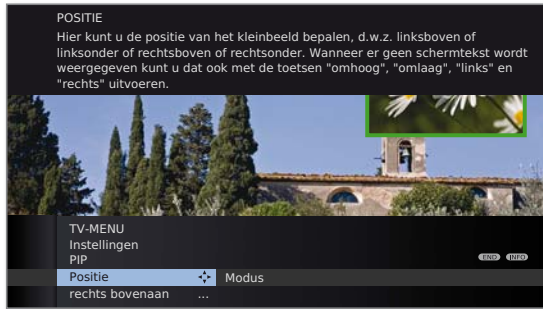 POSITIE
Hier kunt u de positie van het kleinbeeld bepalen, d.w.z. linksboven of
linksonder of rechtsboven of rechtsonder. Wanneer er geen schermtekst wordt
weergegeven kunt u dat ook met de toetsen "omhoog", "omlaag", "links" en
"rechts" uitvoeren.
TV-MENU
Instellingen
PIP
END INFO
Positie Modus
rechts bovenaan ...